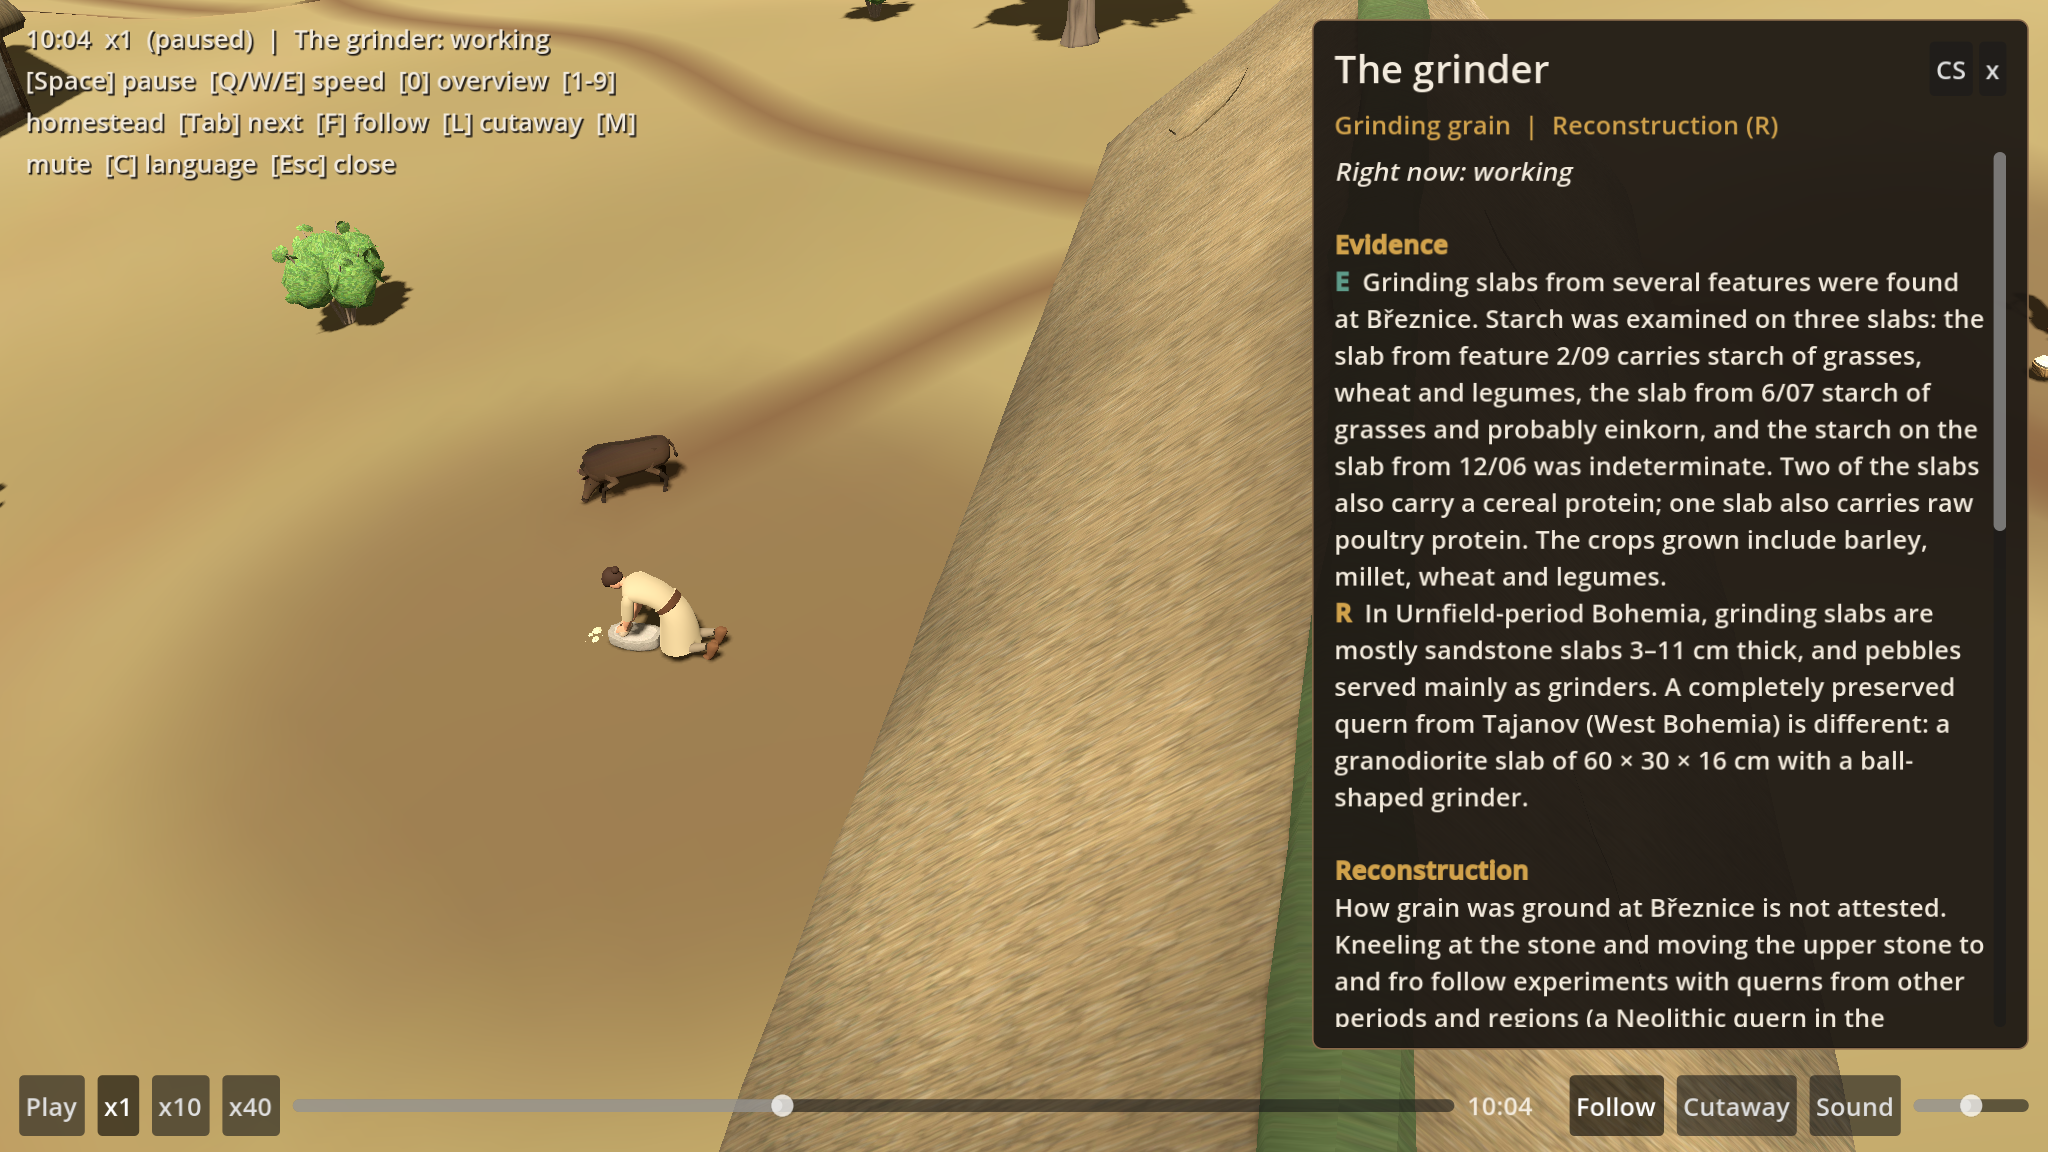 10:04  x1  (paused)  |  The grinder: working
[Space] pause  [Q/W/E] speed  [0] overview  [1-9]
homestead  [Tab] next  [F] follow  [L] cutaway  [M]
mute  [C] language  [Esc] close
The grinder
CS
x
Grinding grain  |  Reconstruction (R)
Right now: working
Evidence
E  Grinding slabs from several features were found
at Březnice. Starch was examined on three slabs: the
slab from feature 2/09 carries starch of grasses,
wheat and legumes, the slab from 6/07 starch of
grasses and probably einkorn, and the starch on the
slab from 12/06 was indeterminate. Two of the slabs
also carry a cereal protein; one slab also carries raw
poultry protein. The crops grown include barley,
millet, wheat and legumes.
R  In Urnfield-period Bohemia, grinding slabs are
mostly sandstone slabs 3–11 cm thick, and pebbles
served mainly as grinders. A completely preserved
quern from Tajanov (West Bohemia) is different: a
granodiorite slab of 60 × 30 × 16 cm with a ball-
shaped grinder.
Reconstruction
How grain was ground at Březnice is not attested.
Kneeling at the stone and moving the upper stone to
and fro follow experiments with querns from other
periods and regions (a Neolithic quern in the
Play
x1
x10
x40
10:04
Follow
Cutaway
Sound